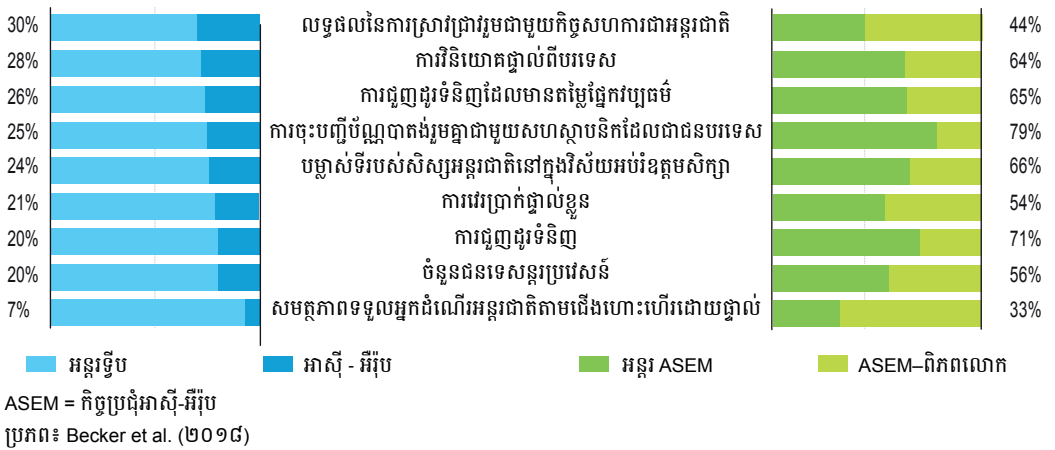 30% លទ្ធផលនៃការស្រាវជ្រាវរួមជាមួយកិច្ចសហការជាអន្តរជាតិ 44%
28% ការវិនិយោគផ្ទាល់ពីបរទេស 64%
26% ការជួញដូរទំនិញដែលមានតម្លៃផ្នែកវប្បធម៌ 65%
25% ការចុះបញ្ជីប័ណ្ណបាតង់រួមគ្នាជាមួយសហស្ថាបនិកដែលជាជនបរទេស 79%
24% បម្លាស់ទីរបស់សិស្សអន្តរជាតិនៅក្នុងវិស័យអប់រំឧត្តមសិក្សា 66%
21% ការវេរប្រាក់ផ្ទាល់ខ្លួន 54%
20% ការជួញដូរទំនិញ 71%
20% ចំនួនជនទេសន្តរប្រវេសន៍ 56%
7% សមត្ថភាពទទួលអ្នកដំណើរអន្តរជាតិតាមជើងហោះហើរដោយផ្ទាល់ 33%
អន្តរទ្វីប អាស៊ី - អឺរ៉ុប អន្តរ ASEM ASEM–ពិភពលោក
ASEM = កិច្ចប្រជុំអាស៊ី-អឺរ៉ុប
ប្រភព៖ Becker et al. (២០១៨)